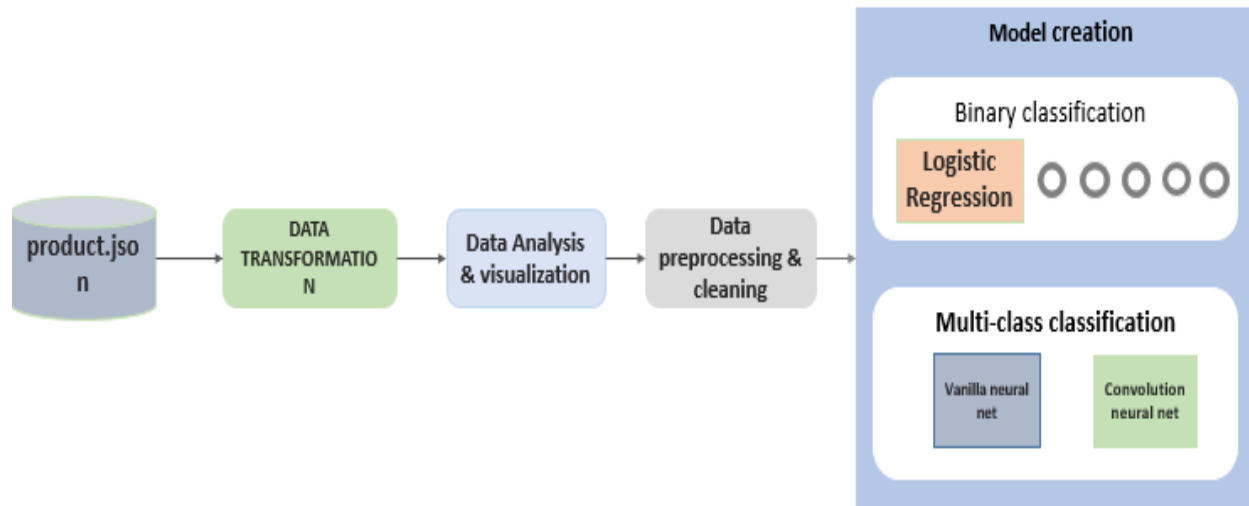 product.jso
n
DATA
TRANSFORMATIO
N
Data Analysis
& visualization
Data
preprocessing &
cleaning
Model creation
Binary classification
Logistic
Regression
Multi-class classification
Vanilla neural
net
Convolution
neural net